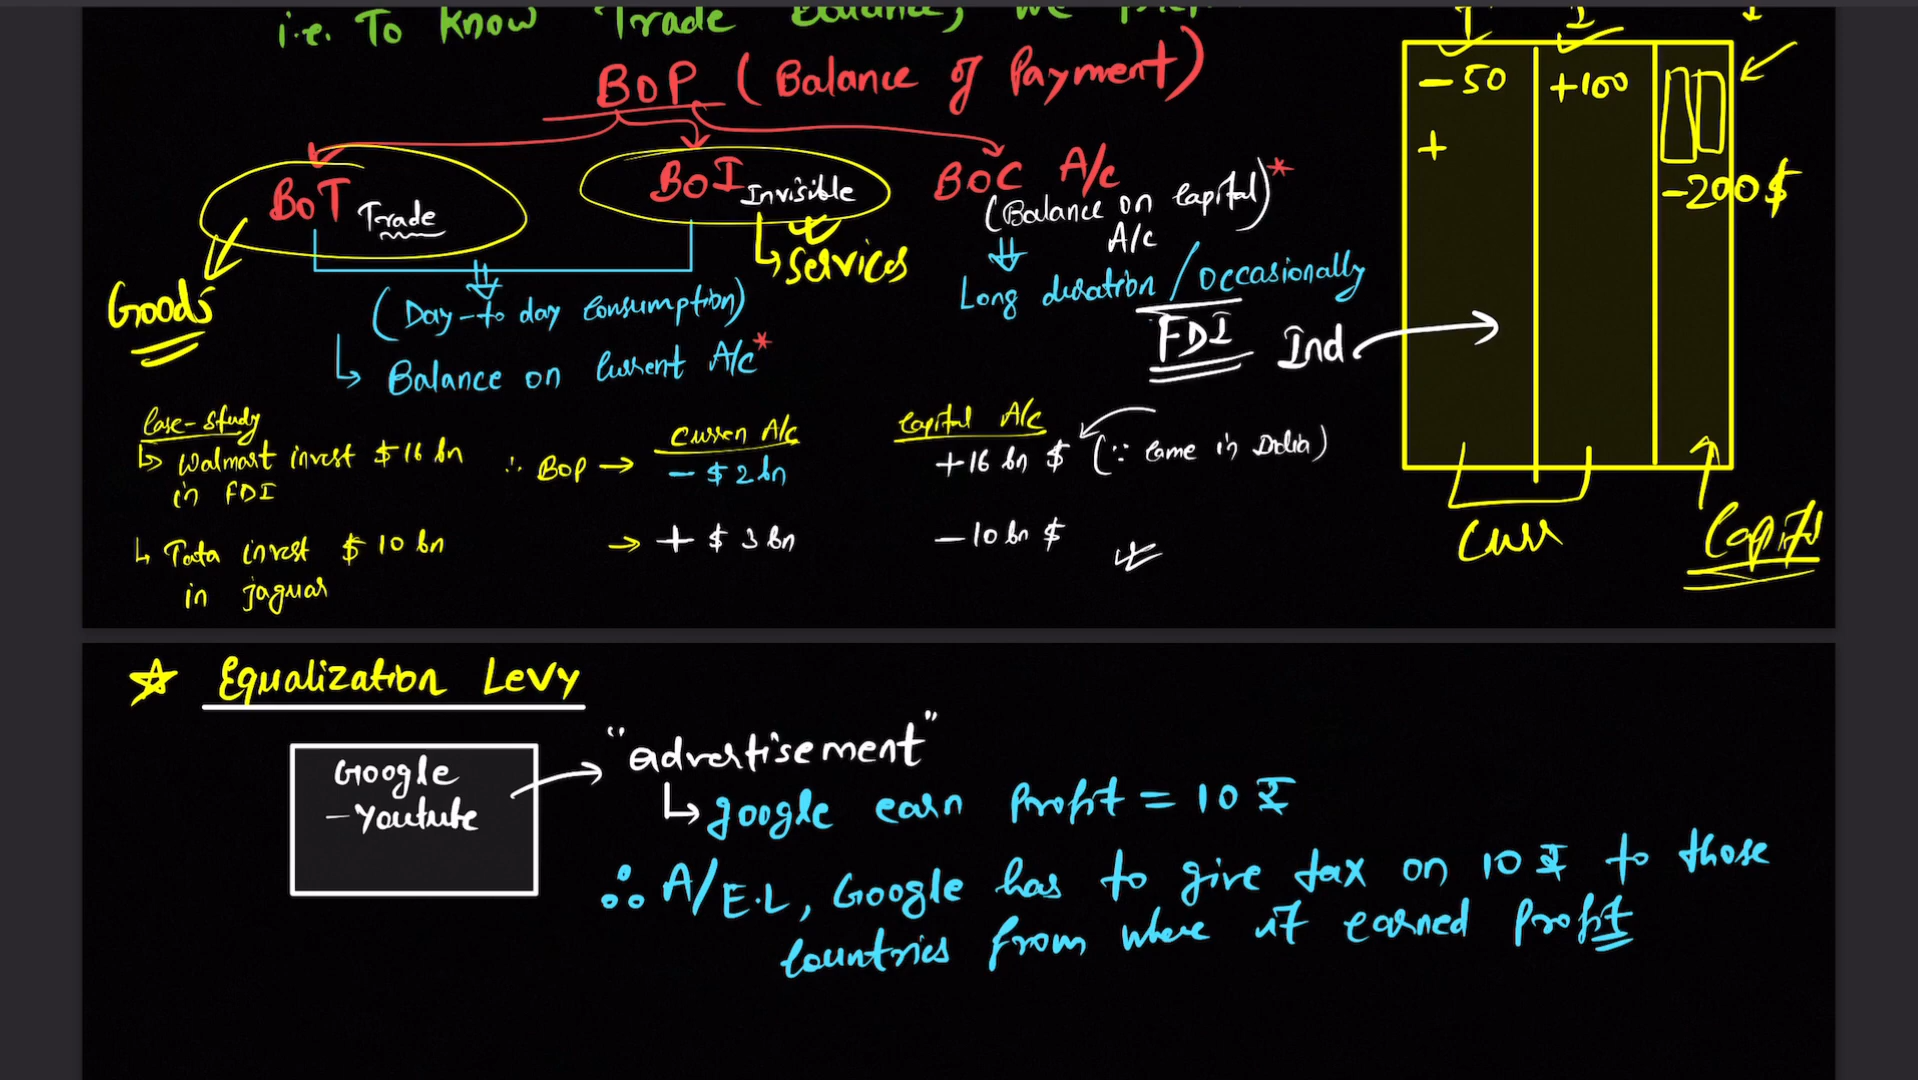 i.e. To Know Trade Balance, we
BOP (Balance of Payment)
BOT Trade
BOI Invisible
BOC A/c *
(Balance on Capital)
A/c
Goods
Services
(Day-to day Consumption)
Long duration / Occasionally
Balance on Current A/c *
FDI Ind
Case-Study
Walmart invest $ 16 bn
in FDI
∴ BOP →
Curren A/c
- $ 2 bn
Capital A/c
+16 bn $ (∵ Came in India)
Tata invest $ 10 bn
in jaguar
→ + $ 3 bn
-10 bn $
- 50
+100
+
-200 $
Curr
Capital
☆ Equalization Levy
Google
- Youtube
"advertisement"
google earn Profit = 10 ₹
∴ A/E.L, Google has to give tax on 10 ₹ to those
Countries from where it earned Profit